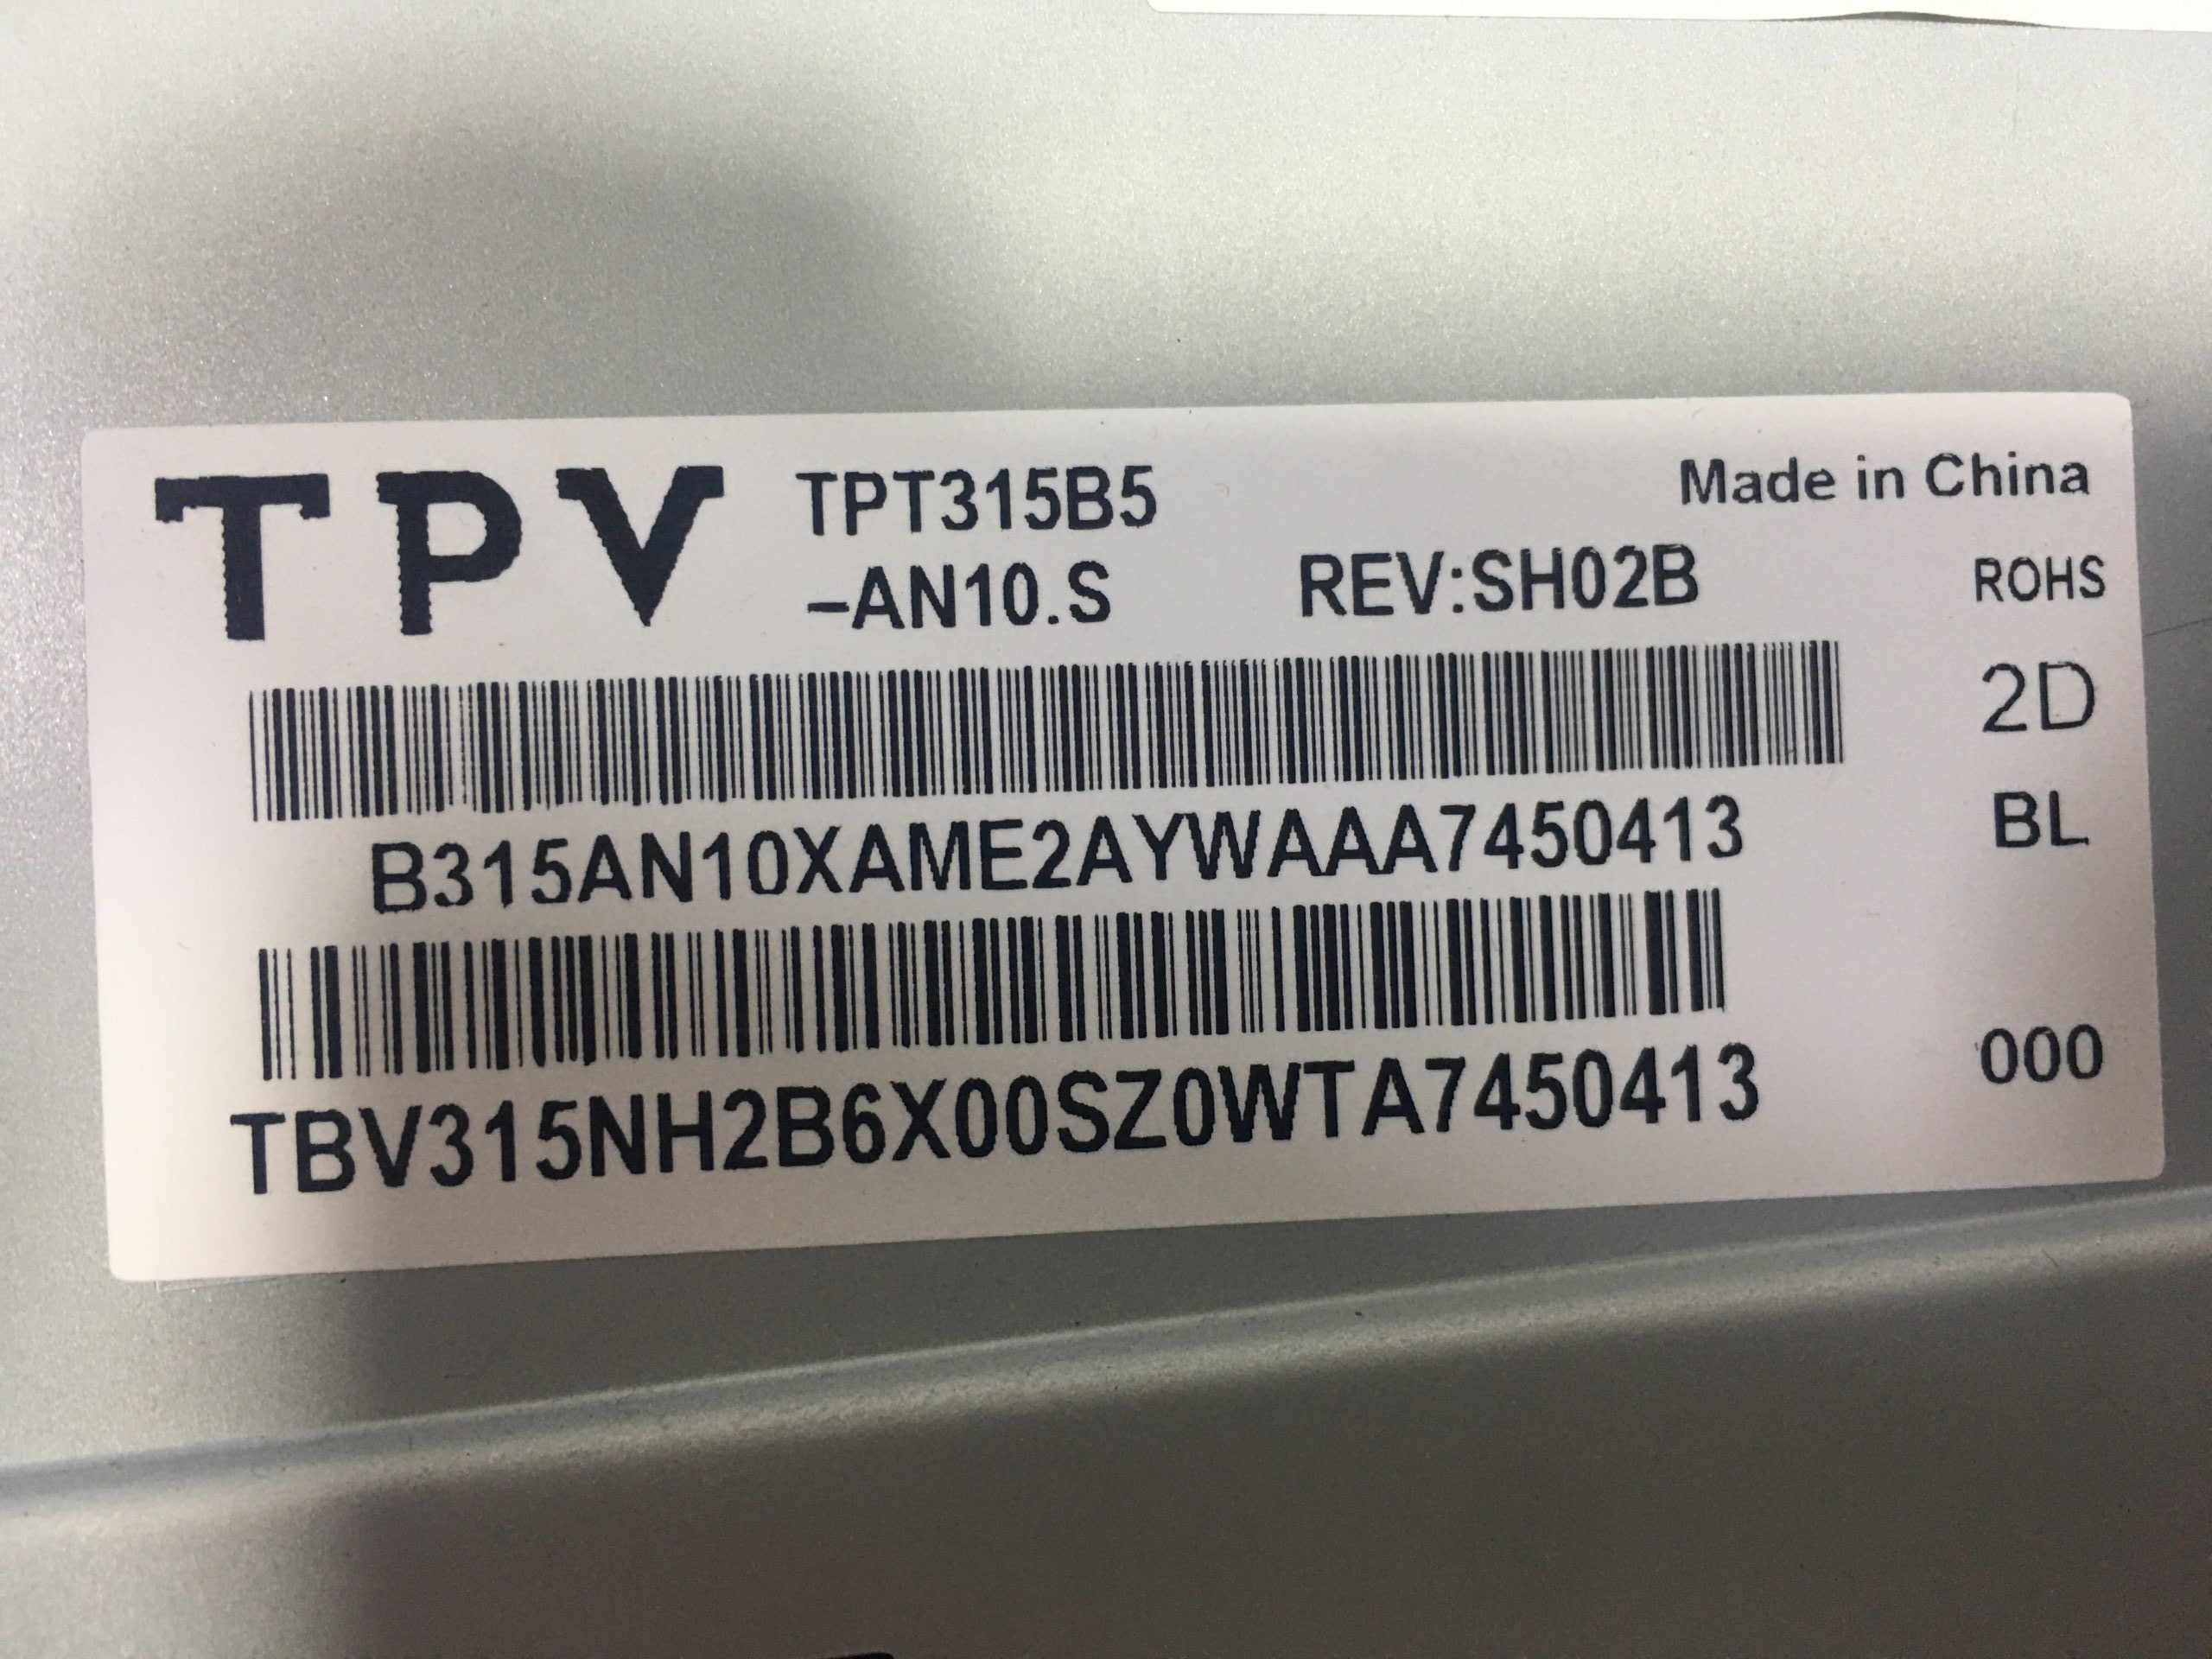 TPV TPT315B5 Made in China
-AN10.S REV:SH02B ROHS
2D
B315AN10XAME2AYWAAA7450413 BL
TBV315NH2B6X00SZ0WTA7450413 000